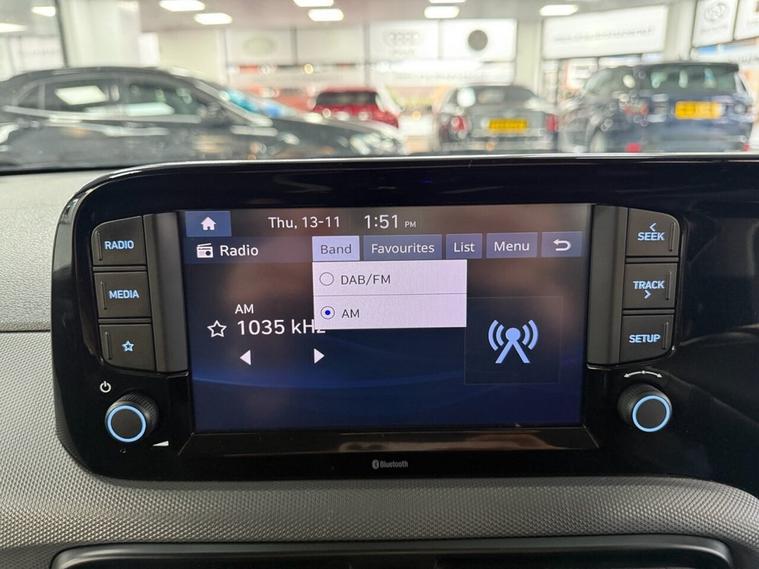 Thu, 13-11 1:51 PM
Radio Band Favourites List Menu
DAB/FM
AM
AM
1035 kHz
RADIO
MEDIA
SEEK
TRACK
SETUP
Bluetooth